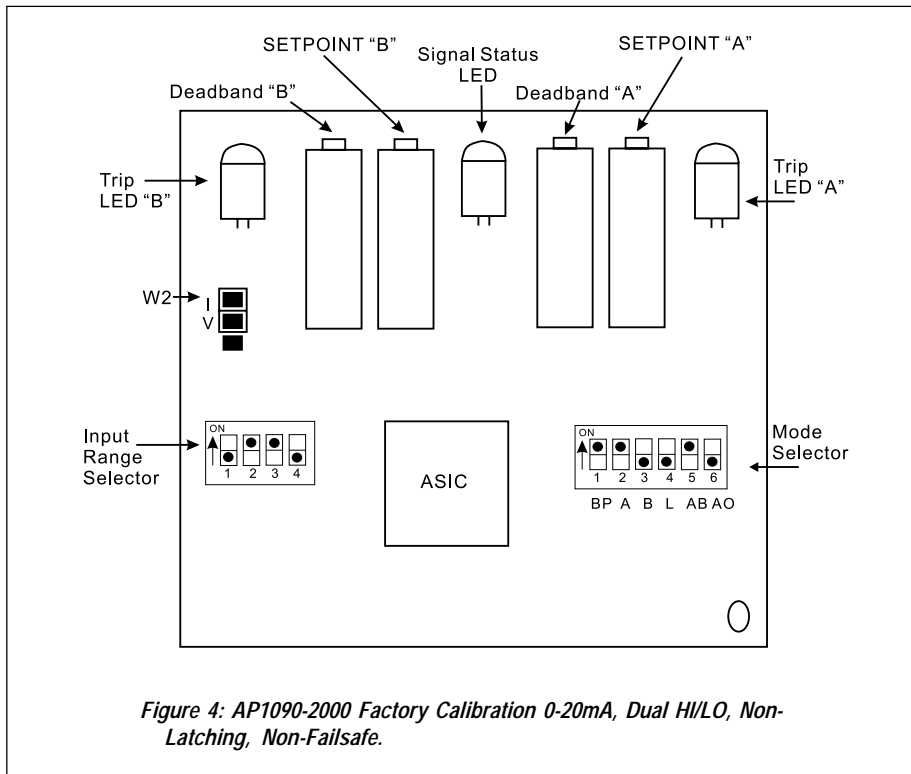 SETPOINT “B”
Signal Status
LED
SETPOINT “A”
Deadband “B”
Deadband “A”
Trip
LED “B”
Trip
LED “A”
W2
I
V
Input
Range
Selector
ON
1 2 3 4
ASIC
ON
1 2 3 4 5 6
BP A B L AB AO
Mode
Selector
Figure 4: AP1090-2000 Factory Calibration 0-20mA, Dual HI/LO, Non-
Latching, Non-Failsafe.